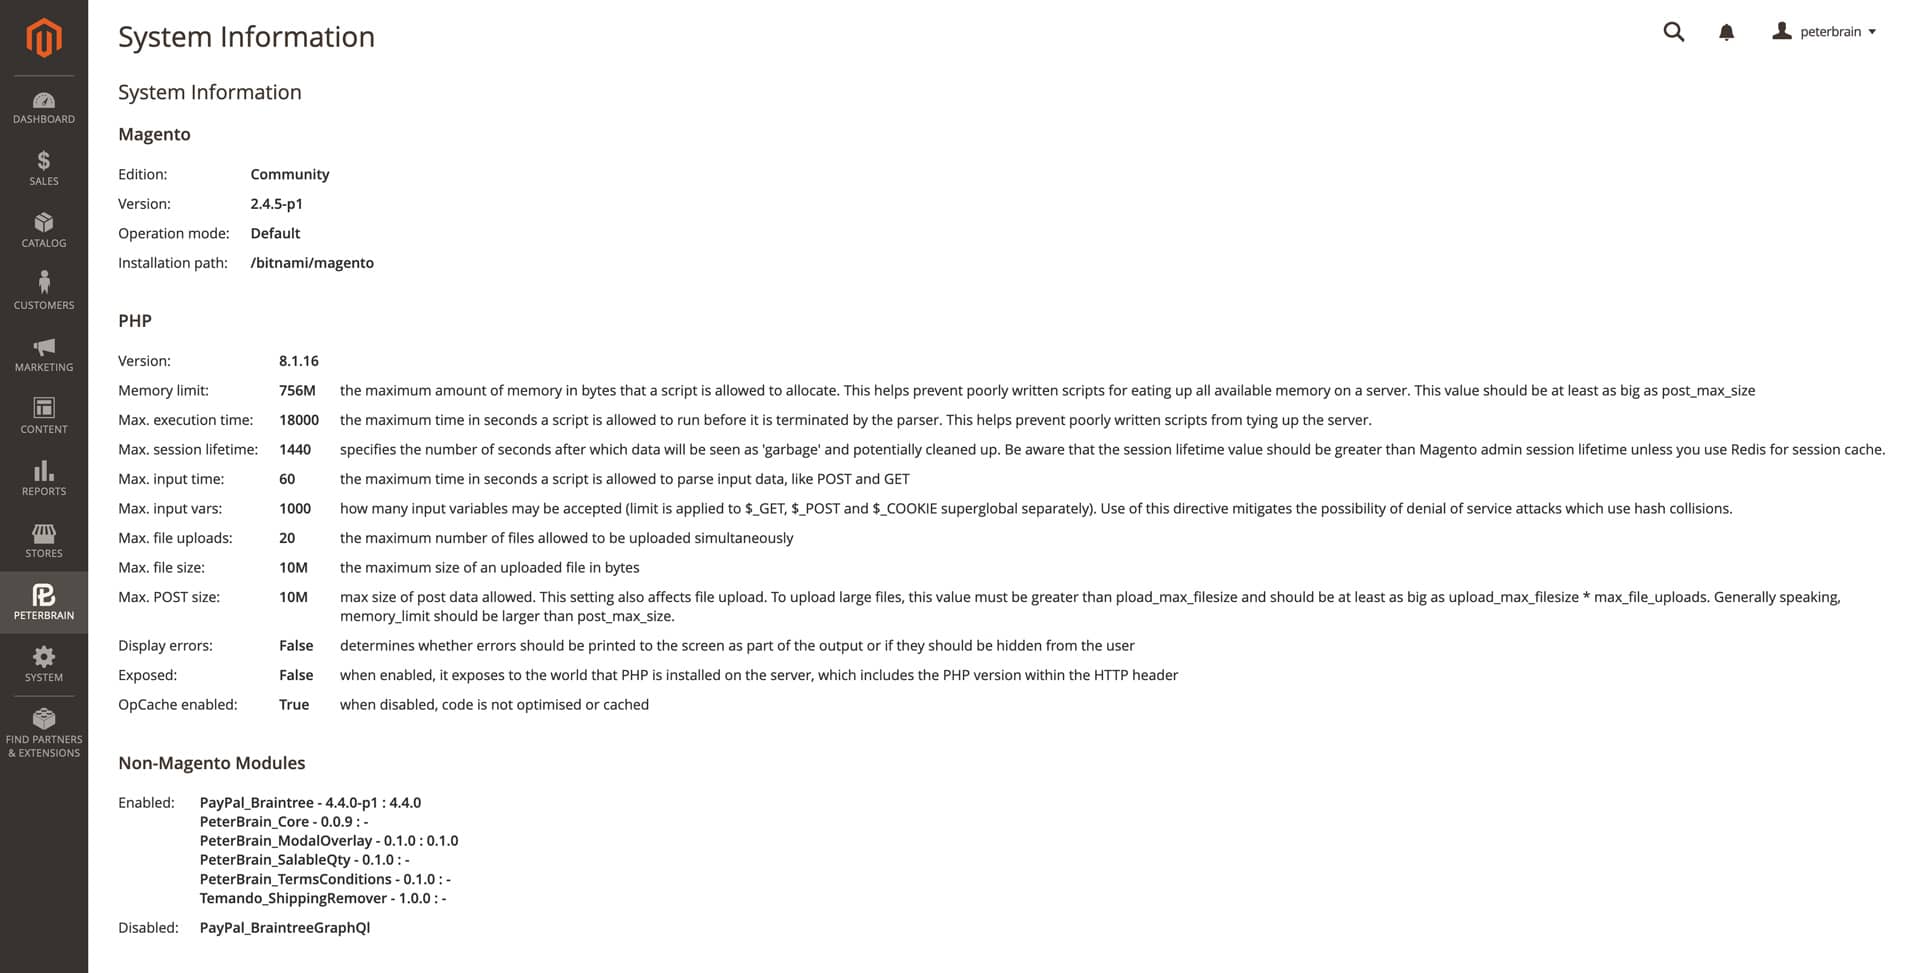 System Information
peterbrain
DASHBOARD
SALES
CATALOG
CUSTOMERS
MARKETING
CONTENT
REPORTS
STORES
PETERBRAIN
SYSTEM
FIND PARTNERS
& EXTENSIONS
System Information
Magento
Edition: Community
Version: 2.4.5-p1
Operation mode: Default
Installation path: /bitnami/magento
PHP
Version: 8.1.16
Memory limit: 756M the maximum amount of memory in bytes that a script is allowed to allocate. This helps prevent poorly written scripts for eating up all available memory on a server. This value should be at least as big as post_max_size
Max. execution time: 18000 the maximum time in seconds a script is allowed to run before it is terminated by the parser. This helps prevent poorly written scripts from tying up the server.
Max. session lifetime: 1440 specifies the number of seconds after which data will be seen as 'garbage' and potentially cleaned up. Be aware that the session lifetime value should be greater than Magento admin session lifetime unless you use Redis for session cache.
Max. input time: 60 the maximum time in seconds a script is allowed to parse input data, like POST and GET
Max. input vars: 1000 how many input variables may be accepted (limit is applied to $_GET, $_POST and $_COOKIE superglobal separately). Use of this directive mitigates the possibility of denial of service attacks which use hash collisions.
Max. file uploads: 20 the maximum number of files allowed to be uploaded simultaneously
Max. file size: 10M the maximum size of an uploaded file in bytes
Max. POST size: 10M max size of post data allowed. This setting also affects file upload. To upload large files, this value must be greater than pload_max_filesize and should be at least as big as upload_max_filesize * max_file_uploads. Generally speaking,
memory_limit should be larger than post_max_size.
Display errors: False determines whether errors should be printed to the screen as part of the output or if they should be hidden from the user
Exposed: False when enabled, it exposes to the world that PHP is installed on the server, which includes the PHP version within the HTTP header
OpCache enabled: True when disabled, code is not optimised or cached
Non-Magento Modules
Enabled: PayPal_Braintree - 4.4.0-p1 : 4.4.0
PeterBrain_Core - 0.0.9 : -
PeterBrain_ModalOverlay - 0.1.0 : 0.1.0
PeterBrain_SalableQty - 0.1.0 : -
PeterBrain_TermsConditions - 0.1.0 : -
Temando_ShippingRemover - 1.0.0 : -
Disabled: PayPal_BraintreeGraphQl